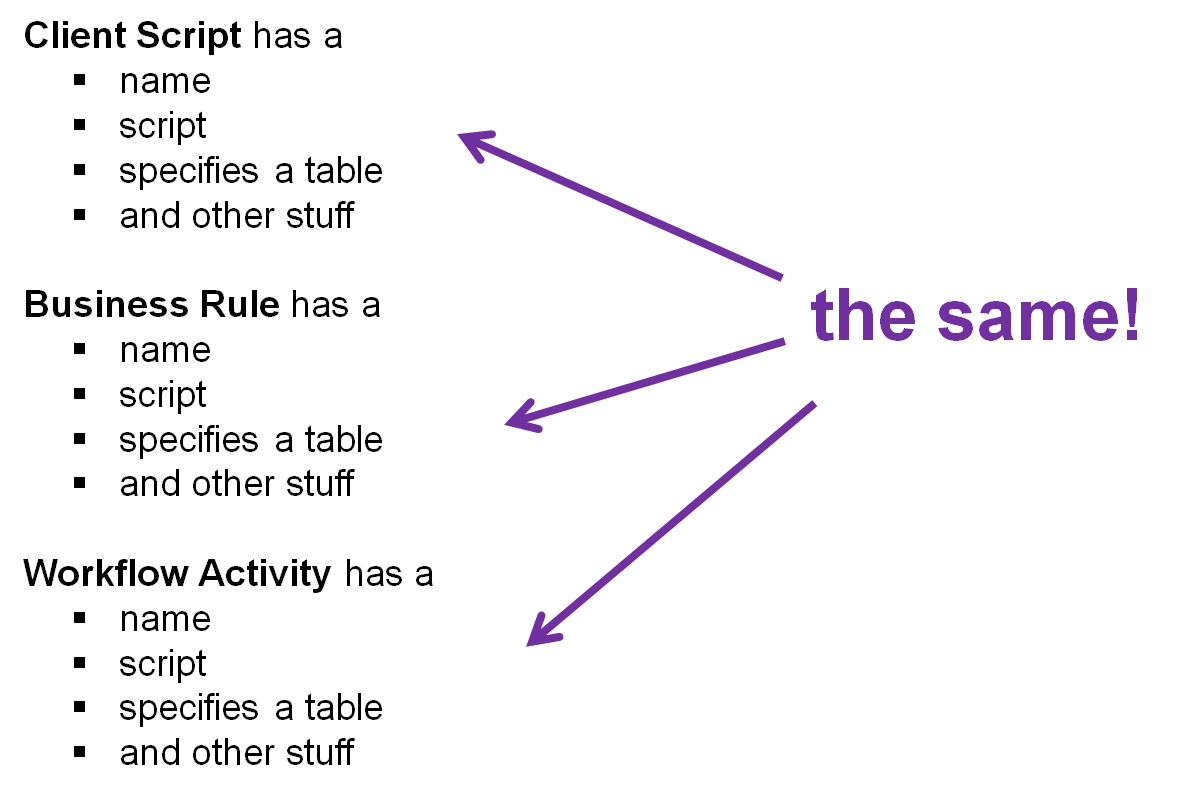 Client Script has a
▪ name
▪ script
▪ specifies a table
▪ and other stuff
the same!
Business Rule has a
▪ name
▪ script
▪ specifies a table
▪ and other stuff
Workflow Activity has a
▪ name
▪ script
▪ specifies a table
▪ and other stuff